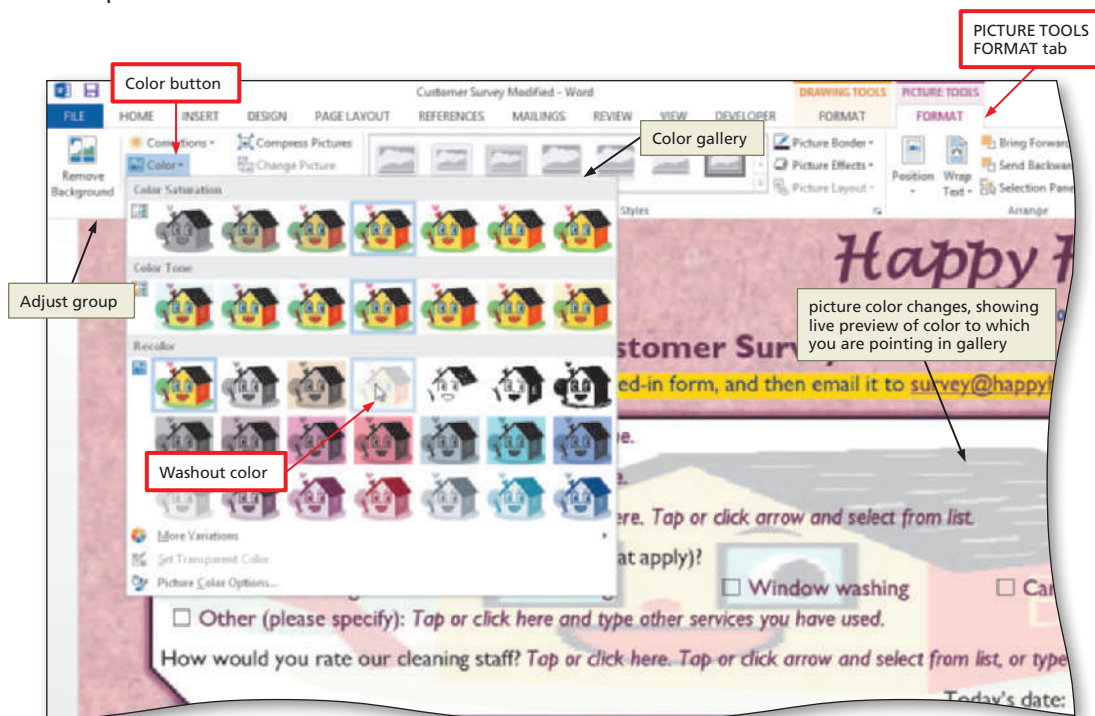 PICTURE TOOLS
FORMAT tab
Color button
Customer Survey Modified - Word
DRAWING TOOLS
PICTURE TOOLS
FILE HOME INSERT DESIGN PAGE LAYOUT REFERENCES MAILINGS REVIEW VIEW DEVELOPER FORMAT FORMAT
Color gallery
Remove
Background
Corrections
Color
Compress Pictures
Change Picture
Picture Border
Picture Effects
Picture Layout
Styles
Position
Wrap
Text
Bring Forward
Send Backward
Selection Pane
Arrange
Color Saturation
Color Tone
Recolor
Adjust group
Washout color
More Variations
Set Transparent Color
Picture Color Options...
Happy
picture color changes, showing
live preview of color to which
you are pointing in gallery
stomer Sur
ed-in form, and then email it to survey@happyh
re. Tap or click arrow and select from list.
at apply)?
Window washing
Car
Other (please specify): Tap or click here and type other services you have used.
How would you rate our cleaning staff? Tap or click here. Tap or click arrow and select from list, or type
Today's date: